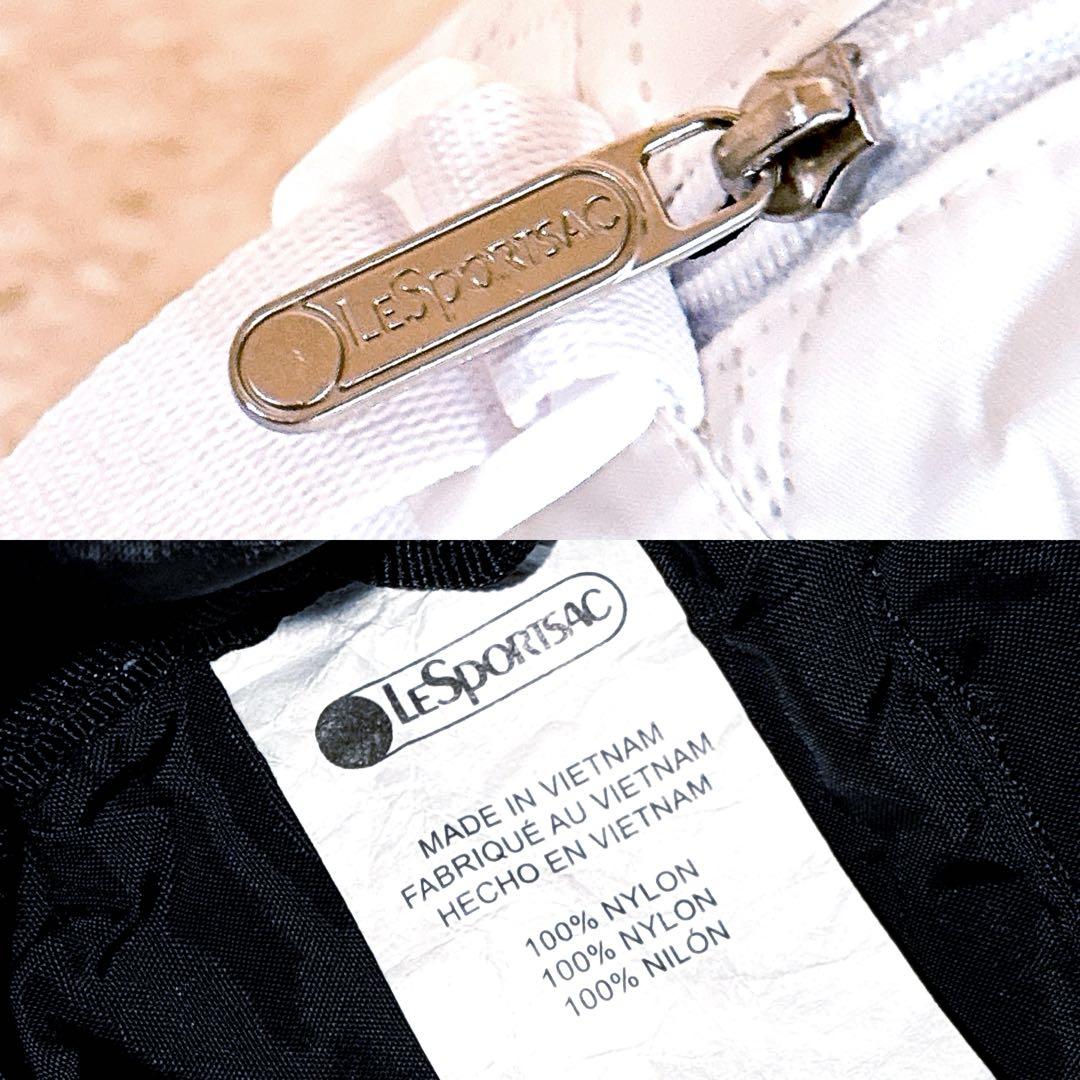 LeSportsac
LeSportsac
MADE IN VIETNAM
FABRIQUÉ AU VIETNAM
HECHO EN VIETNAM
100% NYLON
100% NYLON
100% NILÓN